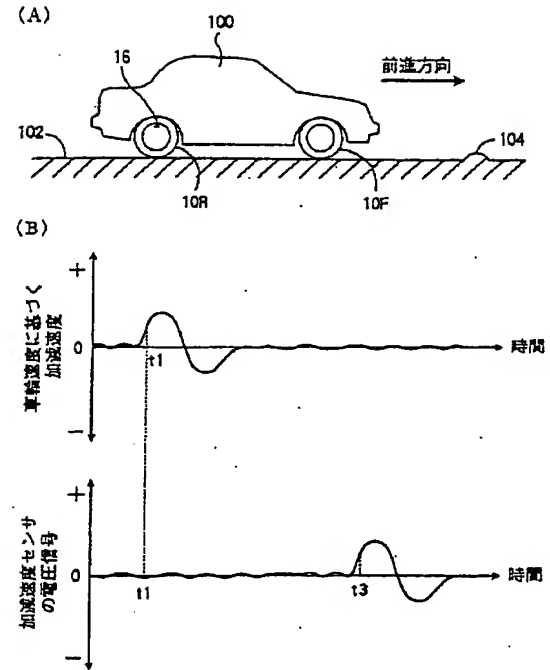 (A)
100
16
前進方向
102
104
10R
10F
(B)
+
車輪速度に基づく
加減速度
0
t1
時間
−
+
加減速度センサ
の電圧信号
0
t1
t3
時間
−